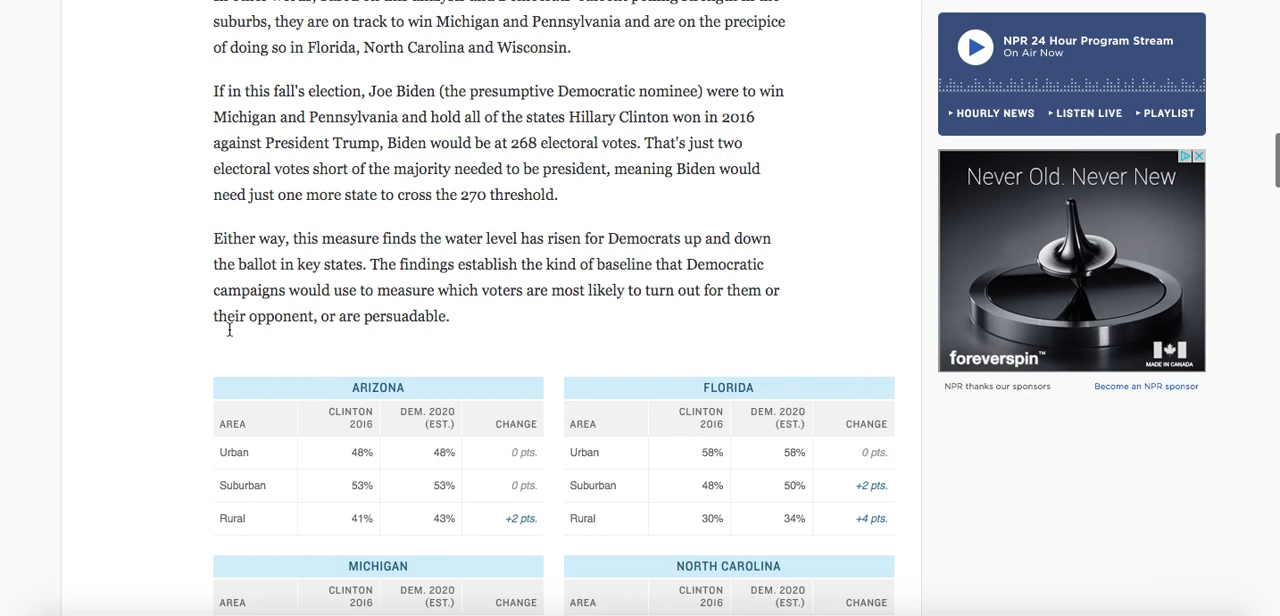 suburbs, they are on track to win Michigan and Pennsylvania and are on the precipice
of doing so in Florida, North Carolina and Wisconsin.
If in this fall's election, Joe Biden (the presumptive Democratic nominee) were to win
Michigan and Pennsylvania and hold all of the states Hillary Clinton won in 2016
against President Trump, Biden would be at 268 electoral votes. That's just two
electoral votes short of the majority needed to be president, meaning Biden would
need just one more state to cross the 270 threshold.
Either way, this measure finds the water level has risen for Democrats up and down
the ballot in key states. The findings establish the kind of baseline that Democratic
campaigns would use to measure which voters are most likely to turn out for them or
their opponent, or are persuadable.
ARIZONA
AREA CLINTON 2016 DEM. 2020 (EST.) CHANGE
Urban 48% 48% 0 pts.
Suburban 53% 53% 0 pts.
Rural 41% 43% +2 pts.
FLORIDA
AREA CLINTON 2016 DEM. 2020 (EST.) CHANGE
Urban 58% 58% 0 pts.
Suburban 48% 50% +2 pts.
Rural 30% 34% +4 pts.
MICHIGAN
AREA CLINTON 2016 DEM. 2020 (EST.) CHANGE
NORTH CAROLINA
AREA CLINTON 2016 DEM. 2020 (EST.) CHANGE
NPR 24 Hour Program Stream
On Air Now
HOURLY NEWS LISTEN LIVE PLAYLIST
Never Old. Never New
foreverspin™
MADE IN CANADA
NPR thanks our sponsors Become an NPR sponsor